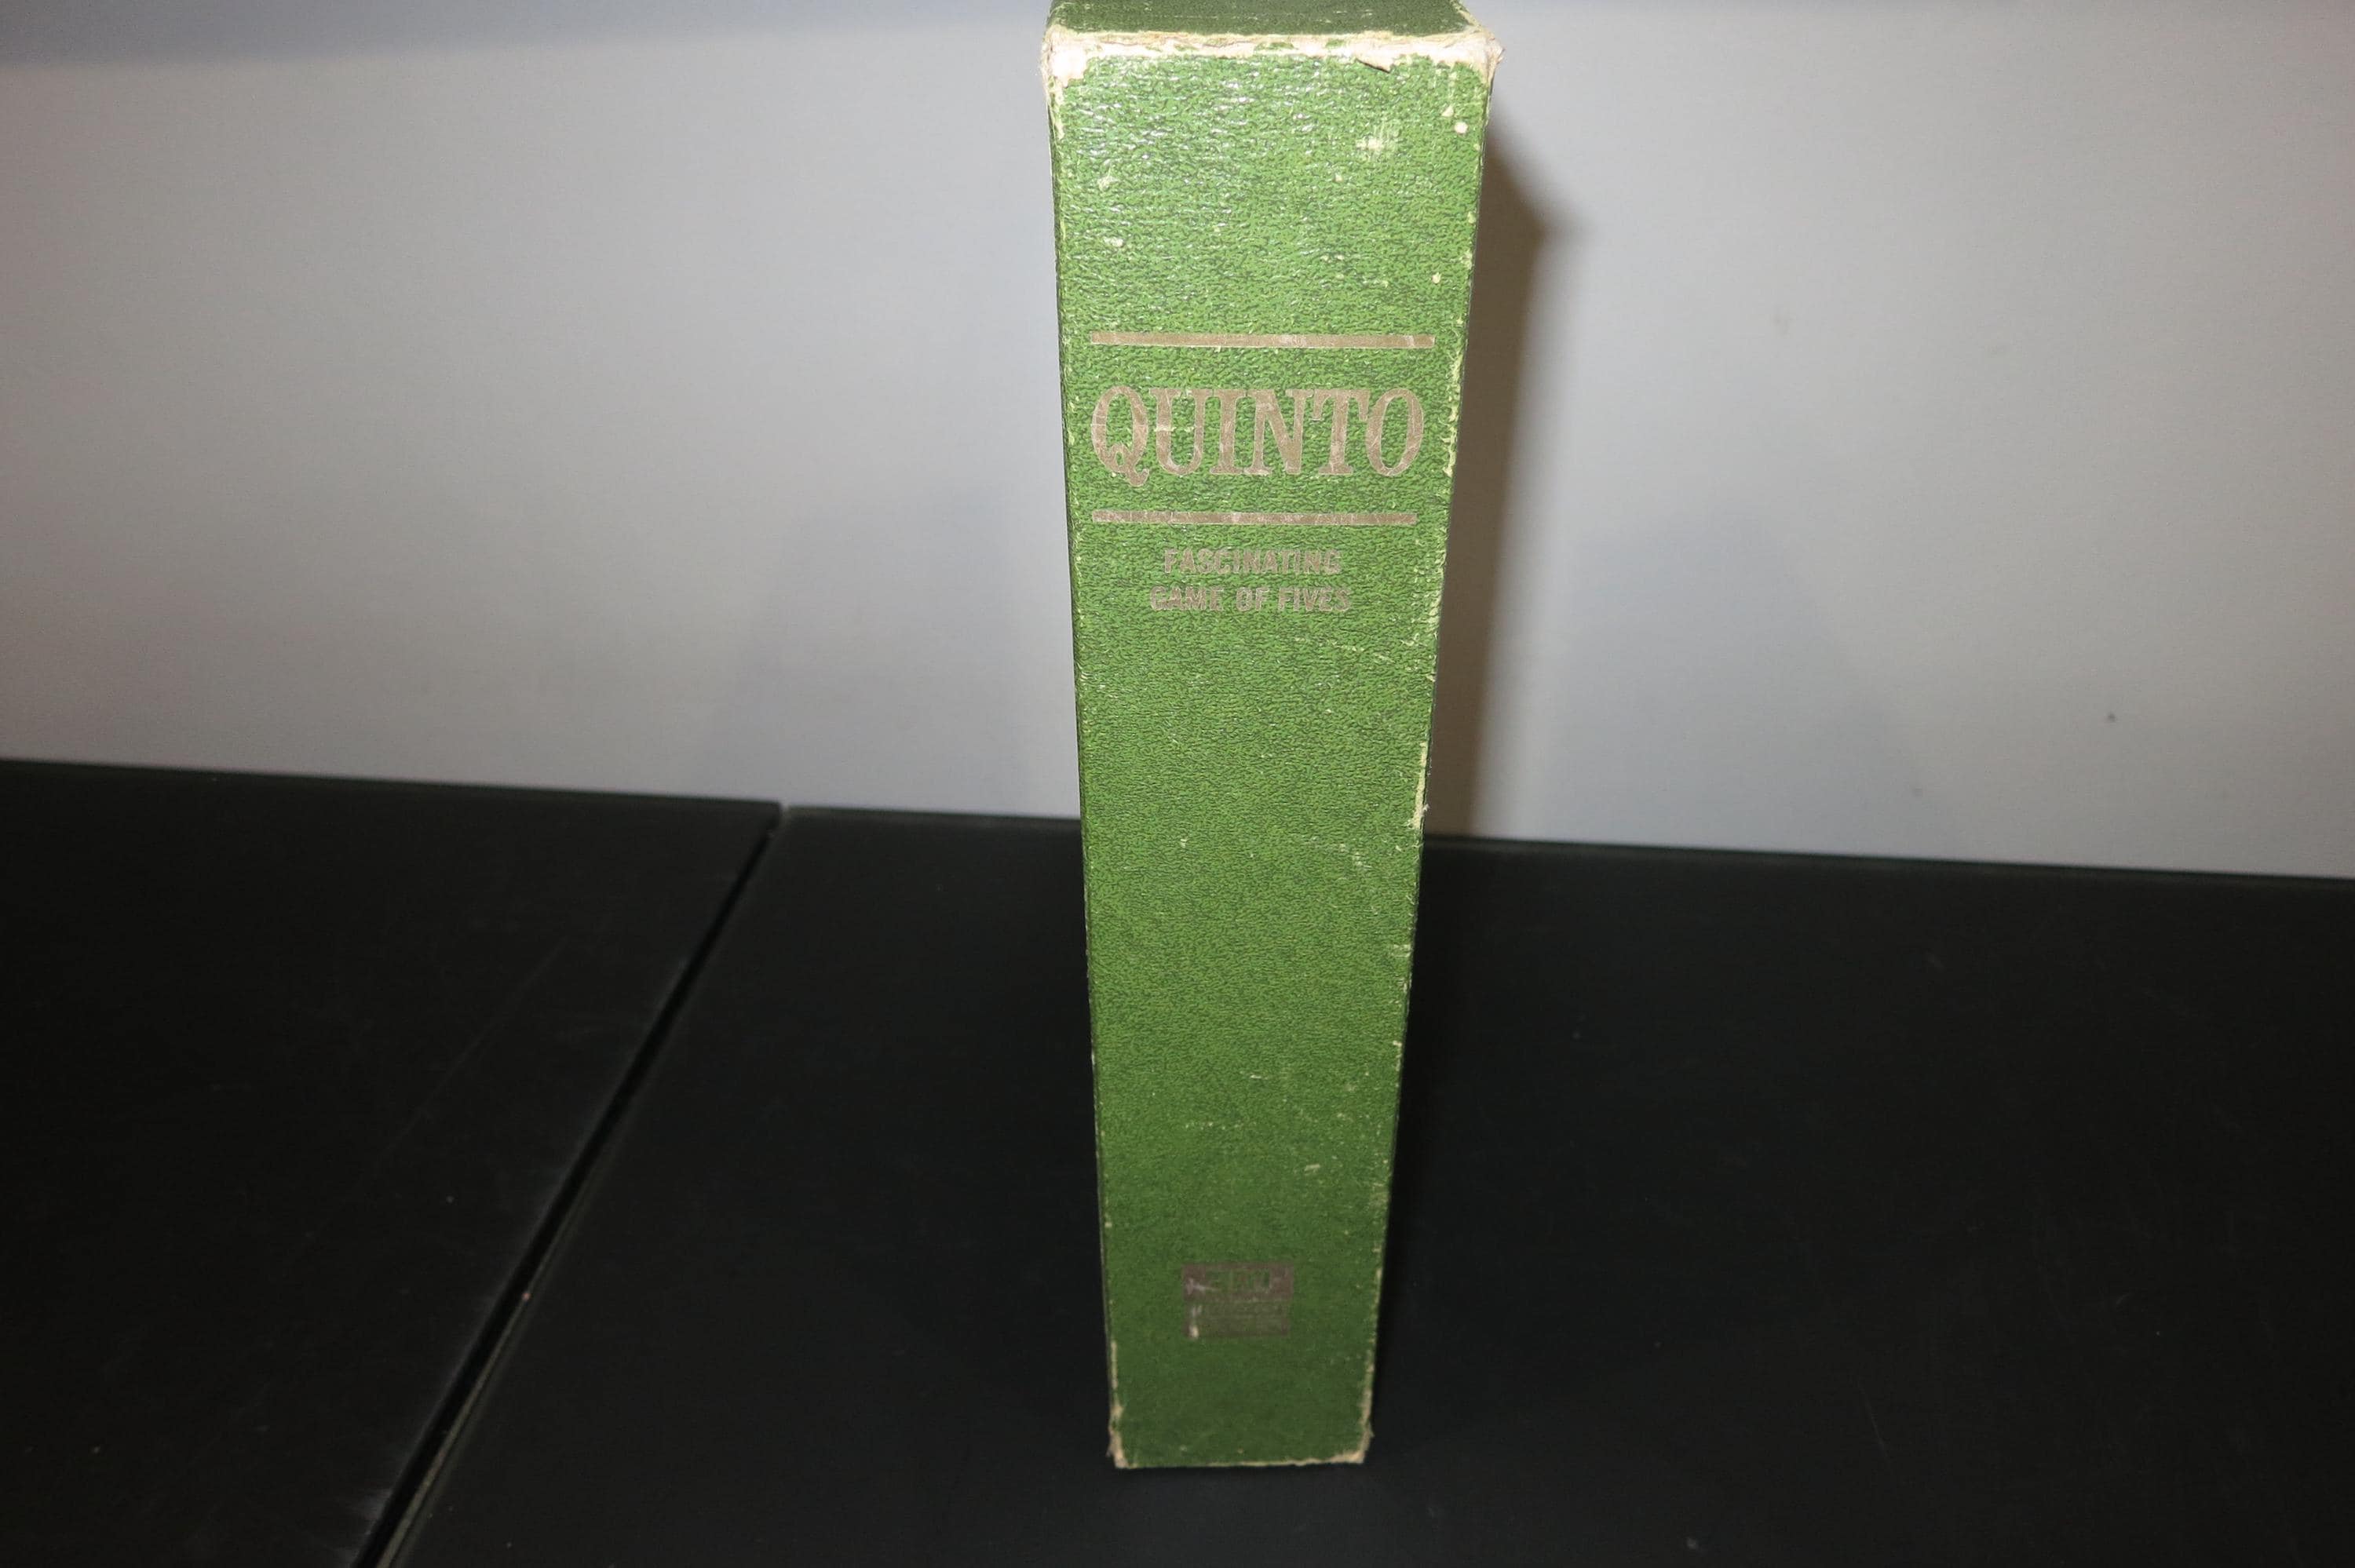 QUINTO
FASCINATING
GAME OF FIVES